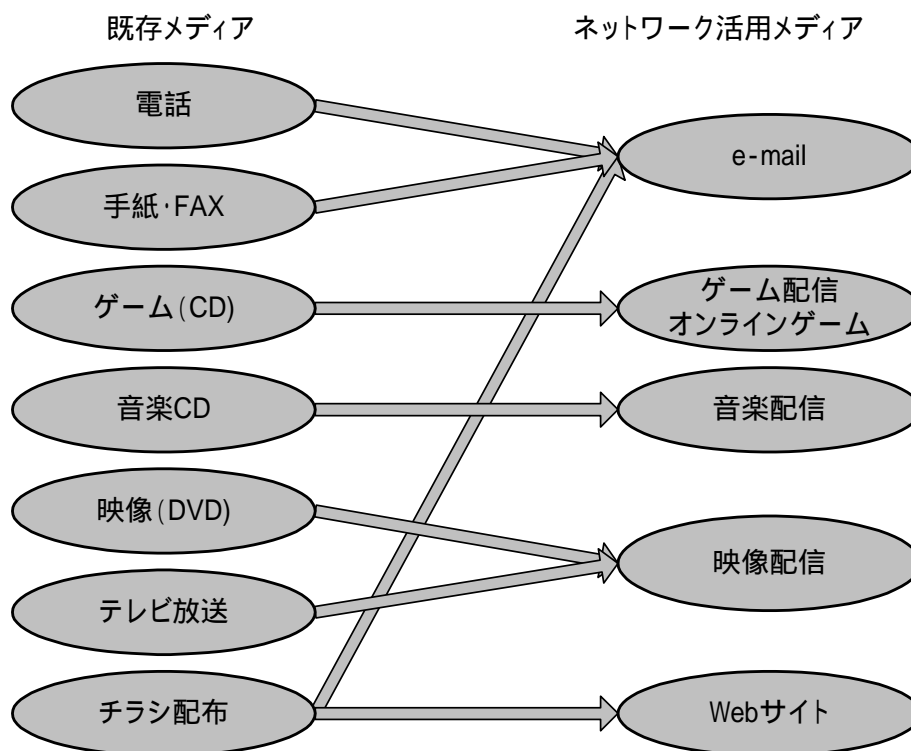 既存メディア
ネットワーク活用メディア
電話
手紙・FAX
ゲーム(CD)
音楽CD
映像(DVD)
テレビ放送
チラシ配布
e-mail
ゲーム配信
オンラインゲーム
音楽配信
映像配信
Webサイト